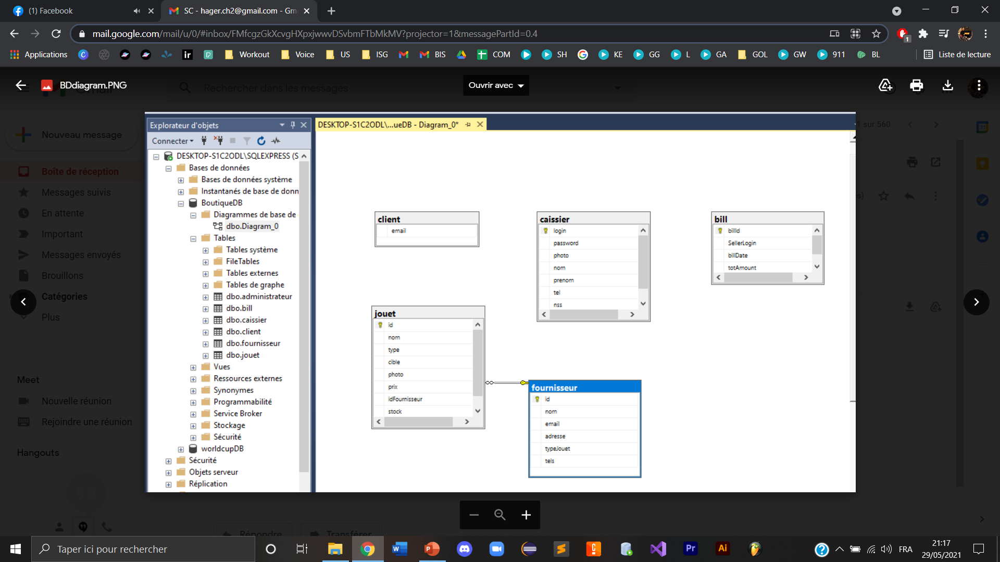 (1) Facebook
SC - hager.ch2@gmail.com - Gm
mail.google.com/mail/u/0/#inbox/FMfcgzGkXcvgHXpxjwwvDSvbmFTbMkMV?projector=1&messagePartId=0.4
1
Applications
ir
Workout
Voice
US
ISG
BIS
COM
SH
KE
GG
L
GA
GOL
GW
911
BL
Liste de lecture
BDdiagram.PNG
Rechercher dans les messages
Ouvrir avec
Nouveau message
1 sur 560
Boîte de réception
Messages suivis
En attente
Important
Messages envoyés
Brouillons
Catégories
Plus
Meet
Nouvelle réunion
Rejoindre une réunion
Hangouts
Explorateur d'objets
Connecter
DESKTOP-S1C2ODL\SQLEXPRESS (S
Bases de données
Bases de données système
Instantanés de base de donn
BoutiqueDB
Diagrammes de base de
dbo.Diagram_0
Tables
Tables système
FileTables
Tables externes
Tables de graphe
dbo.administrateur
dbo.bill
dbo.caissier
dbo.client
dbo.fournisseur
dbo.jouet
Vues
Ressources externes
Synonymes
Programmabilité
Service Broker
Stockage
Sécurité
worldcupDB
Sécurité
Objets serveur
Réplication
DESKTOP-S1C2ODL\...ueDB - Diagram_0*
client
email
caissier
login
password
photo
nom
prenom
tel
nss
bill
billId
SellerLogin
billDate
totAmount
jouet
id
nom
type
cible
photo
prix
idFournisseur
stock
fournisseur
id
nom
email
adresse
typeJouet
tels
Répondre
Transférer
Taper ici pour rechercher
Pr
Ai
FRA
21:17
29/05/2021